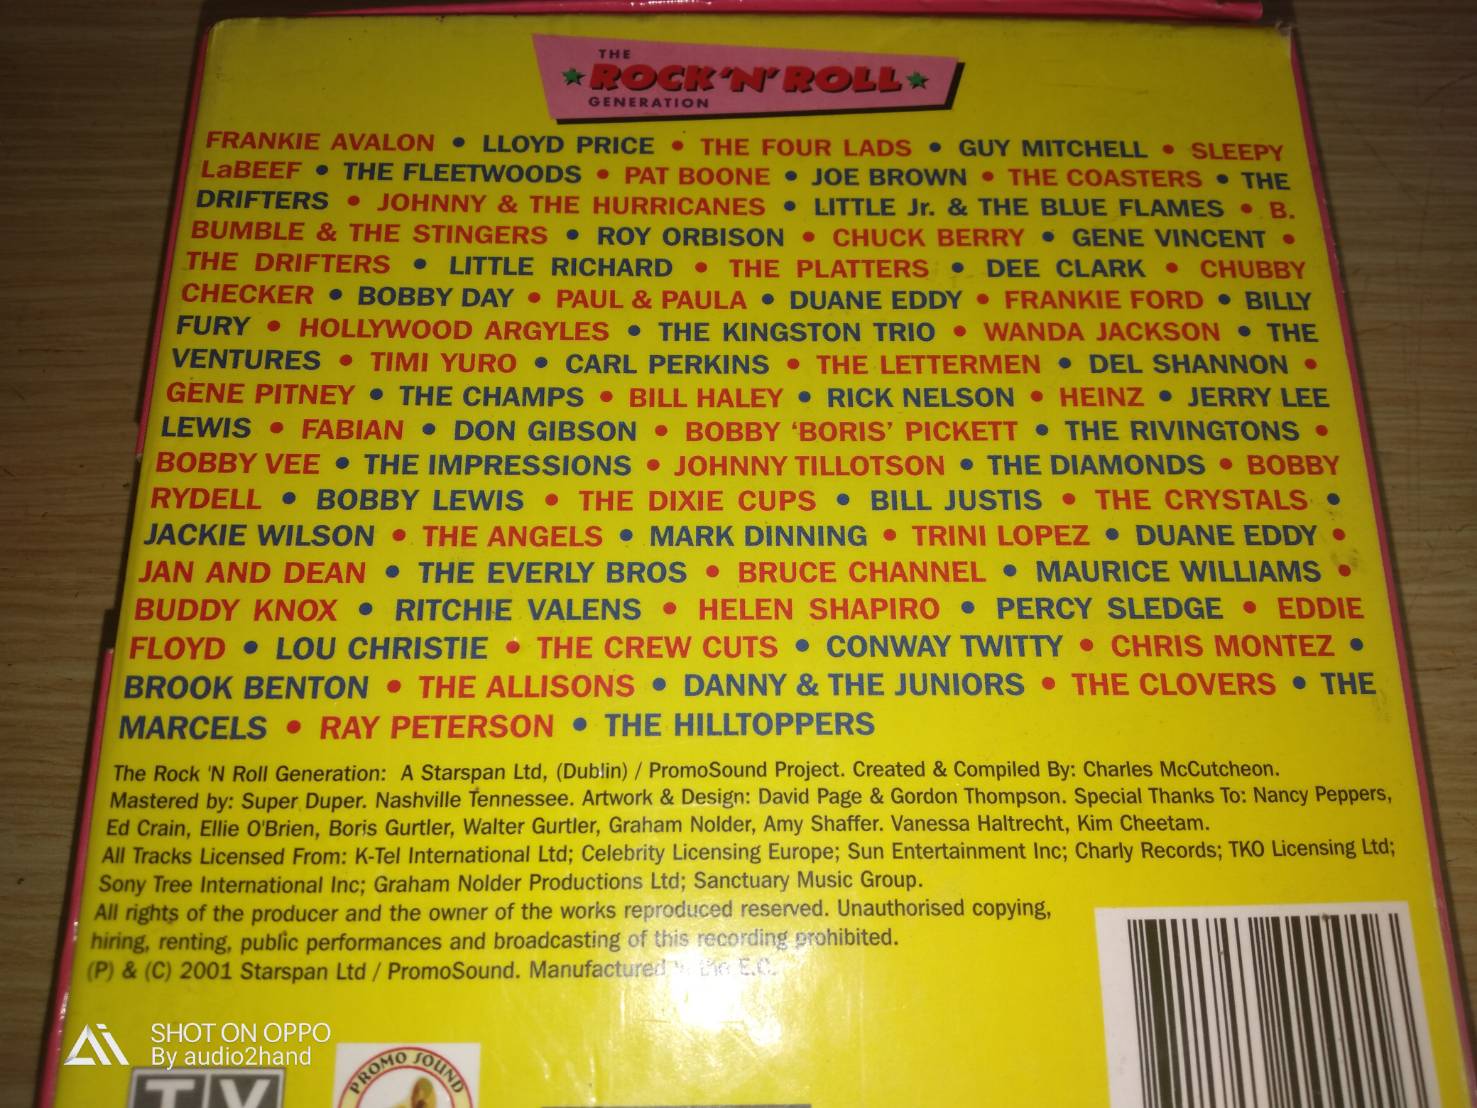 THE
ROCK 'N' ROLL
GENERATION
FRANKIE AVALON • LLOYD PRICE • THE FOUR LADS • GUY MITCHELL • SLEEPY
LaBEEF • THE FLEETWOODS • PAT BOONE • JOE BROWN • THE COASTERS • THE
DRIFTERS • JOHNNY & THE HURRICANES • LITTLE Jr. & THE BLUE FLAMES • B.
BUMBLE & THE STINGERS • ROY ORBISON • CHUCK BERRY • GENE VINCENT •
THE DRIFTERS • LITTLE RICHARD • THE PLATTERS • DEE CLARK • CHUBBY
CHECKER • BOBBY DAY • PAUL & PAULA • DUANE EDDY • FRANKIE FORD • BILLY
FURY • HOLLYWOOD ARGYLES • THE KINGSTON TRIO • WANDA JACKSON • THE
VENTURES • TIMI YURO • CARL PERKINS • THE LETTERMEN • DEL SHANNON •
GENE PITNEY • THE CHAMPS • BILL HALEY • RICK NELSON • HEINZ • JERRY LEE
LEWIS • FABIAN • DON GIBSON • BOBBY 'BORIS' PICKETT • THE RIVINGTONS •
BOBBY VEE • THE IMPRESSIONS • JOHNNY TILLOTSON • THE DIAMONDS • BOBBY
RYDELL • BOBBY LEWIS • THE DIXIE CUPS • BILL JUSTIS • THE CRYSTALS •
JACKIE WILSON • THE ANGELS • MARK DINNING • TRINI LOPEZ • DUANE EDDY •
JAN AND DEAN • THE EVERLY BROS • BRUCE CHANNEL • MAURICE WILLIAMS •
BUDDY KNOX • RITCHIE VALENS • HELEN SHAPIRO • PERCY SLEDGE • EDDIE
FLOYD • LOU CHRISTIE • THE CREW CUTS • CONWAY TWITTY • CHRIS MONTEZ •
BROOK BENTON • THE ALLISONS • DANNY & THE JUNIORS • THE CLOVERS • THE
MARCELS • RAY PETERSON • THE HILLTOPPERS
The Rock 'N Roll Generation: A Starspan Ltd, (Dublin) / PromoSound Project. Created & Compiled By: Charles McCutcheon.
Mastered by: Super Duper. Nashville Tennessee. Artwork & Design: David Page & Gordon Thompson. Special Thanks To: Nancy Peppers,
Ed Crain, Ellie O'Brien, Boris Gurtler, Walter Gurtler, Graham Nolder, Amy Shaffer. Vanessa Haltrecht, Kim Cheetam.
All Tracks Licensed From: K-Tel International Ltd; Celebrity Licensing Europe; Sun Entertainment Inc; Charly Records; TKO Licensing Ltd;
Sony Tree International Inc; Graham Nolder Productions Ltd; Sanctuary Music Group.
All rights of the producer and the owner of the works reproduced reserved. Unauthorised copying,
hiring, renting, public performances and broadcasting of this recording prohibited.
(P) & (C) 2001 Starspan Ltd / PromoSound. Manufactured in the E.C.
SHOT ON OPPO
By audio2hand
TV
PROMO SOUND